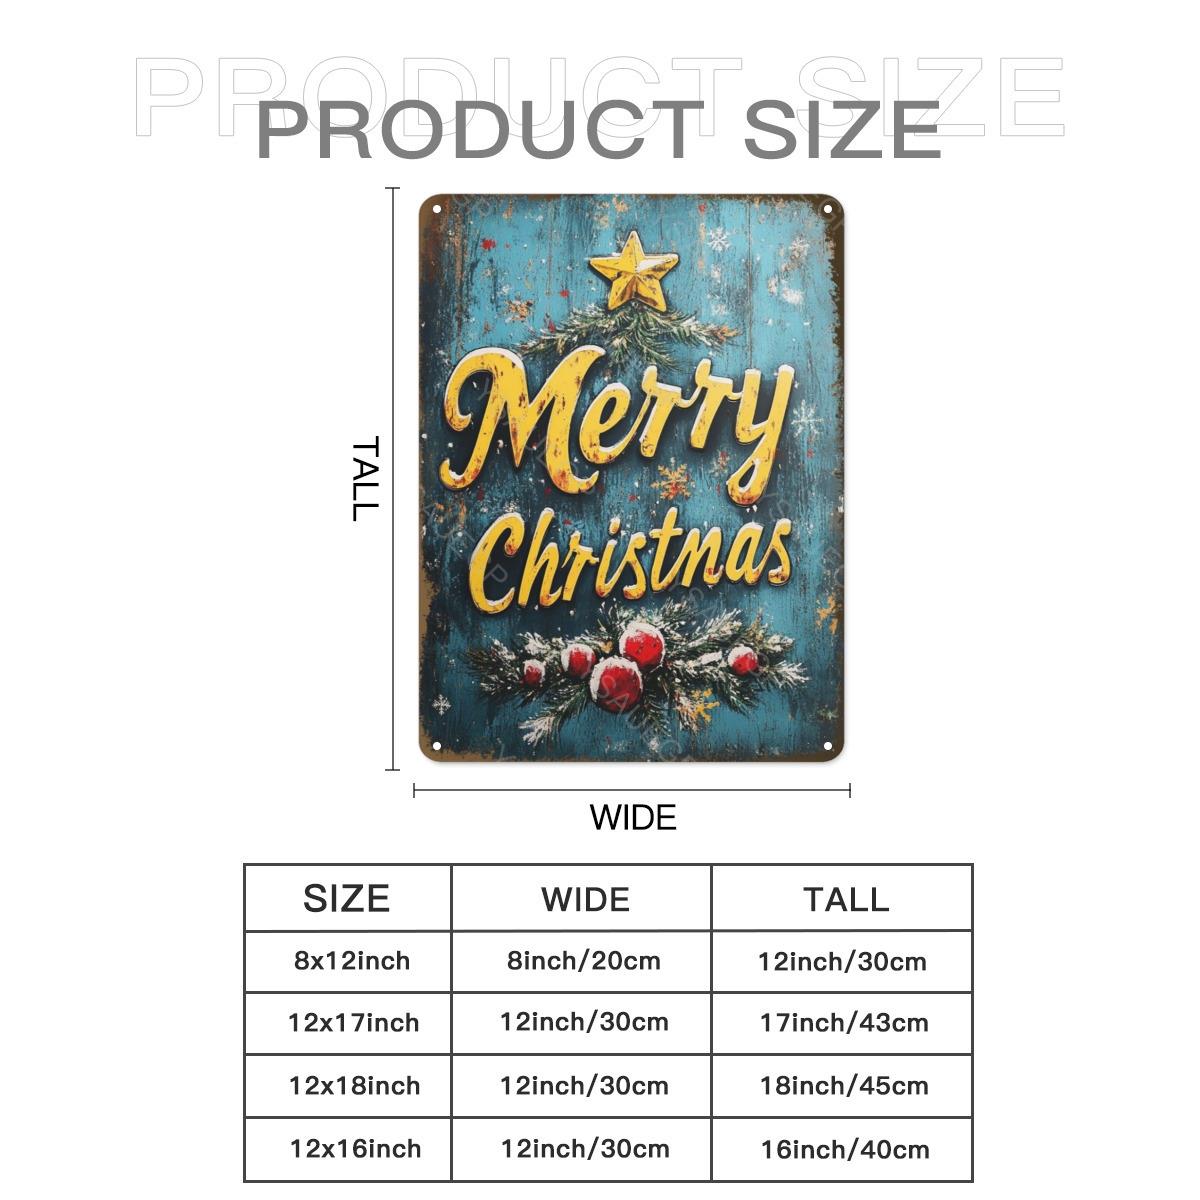 PRODUCT SIZE
PRODUCT SIZE
Merry
Christmas
TALL
WIDE
SIZE WIDE TALL
8x12inch 8inch/20cm 12inch/30cm
12x17inch 12inch/30cm 17inch/43cm
12x18inch 12inch/30cm 18inch/45cm
12x16inch 12inch/30cm 16inch/40cm